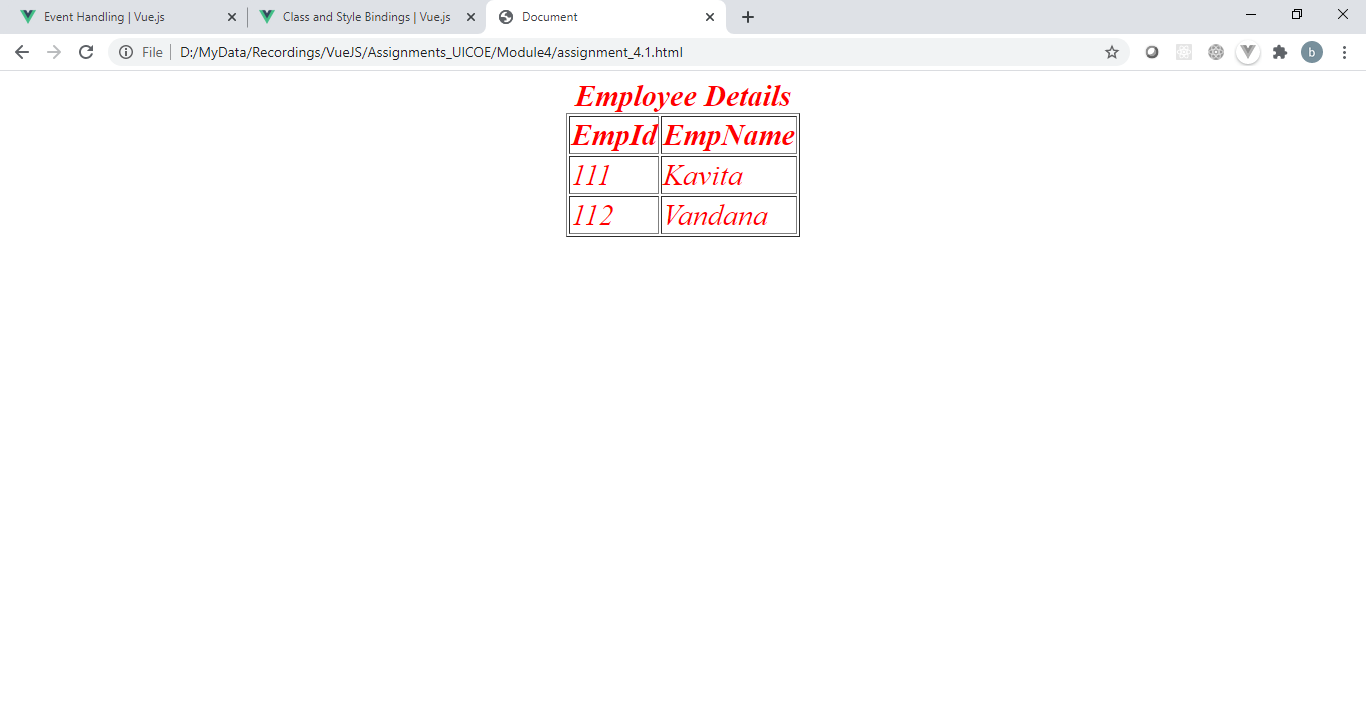 Event Handling | Vue.js
Class and Style Bindings | Vue.js
Document
File
D:/MyData/Recordings/VueJS/Assignments_UICOE/Module4/assignment_4.1.html
b
Employee Details
EmpId EmpName
111 Kavita
112 Vandana